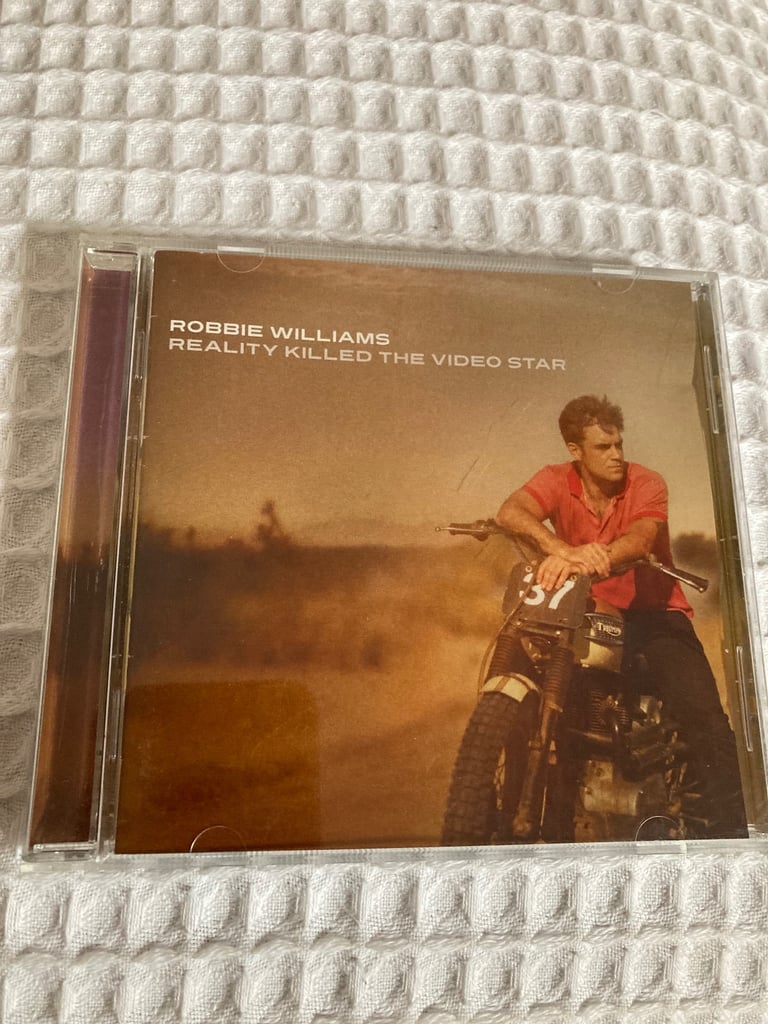 ROBBIE WILLIAMS
REALITY KILLED THE VIDEO STAR
37